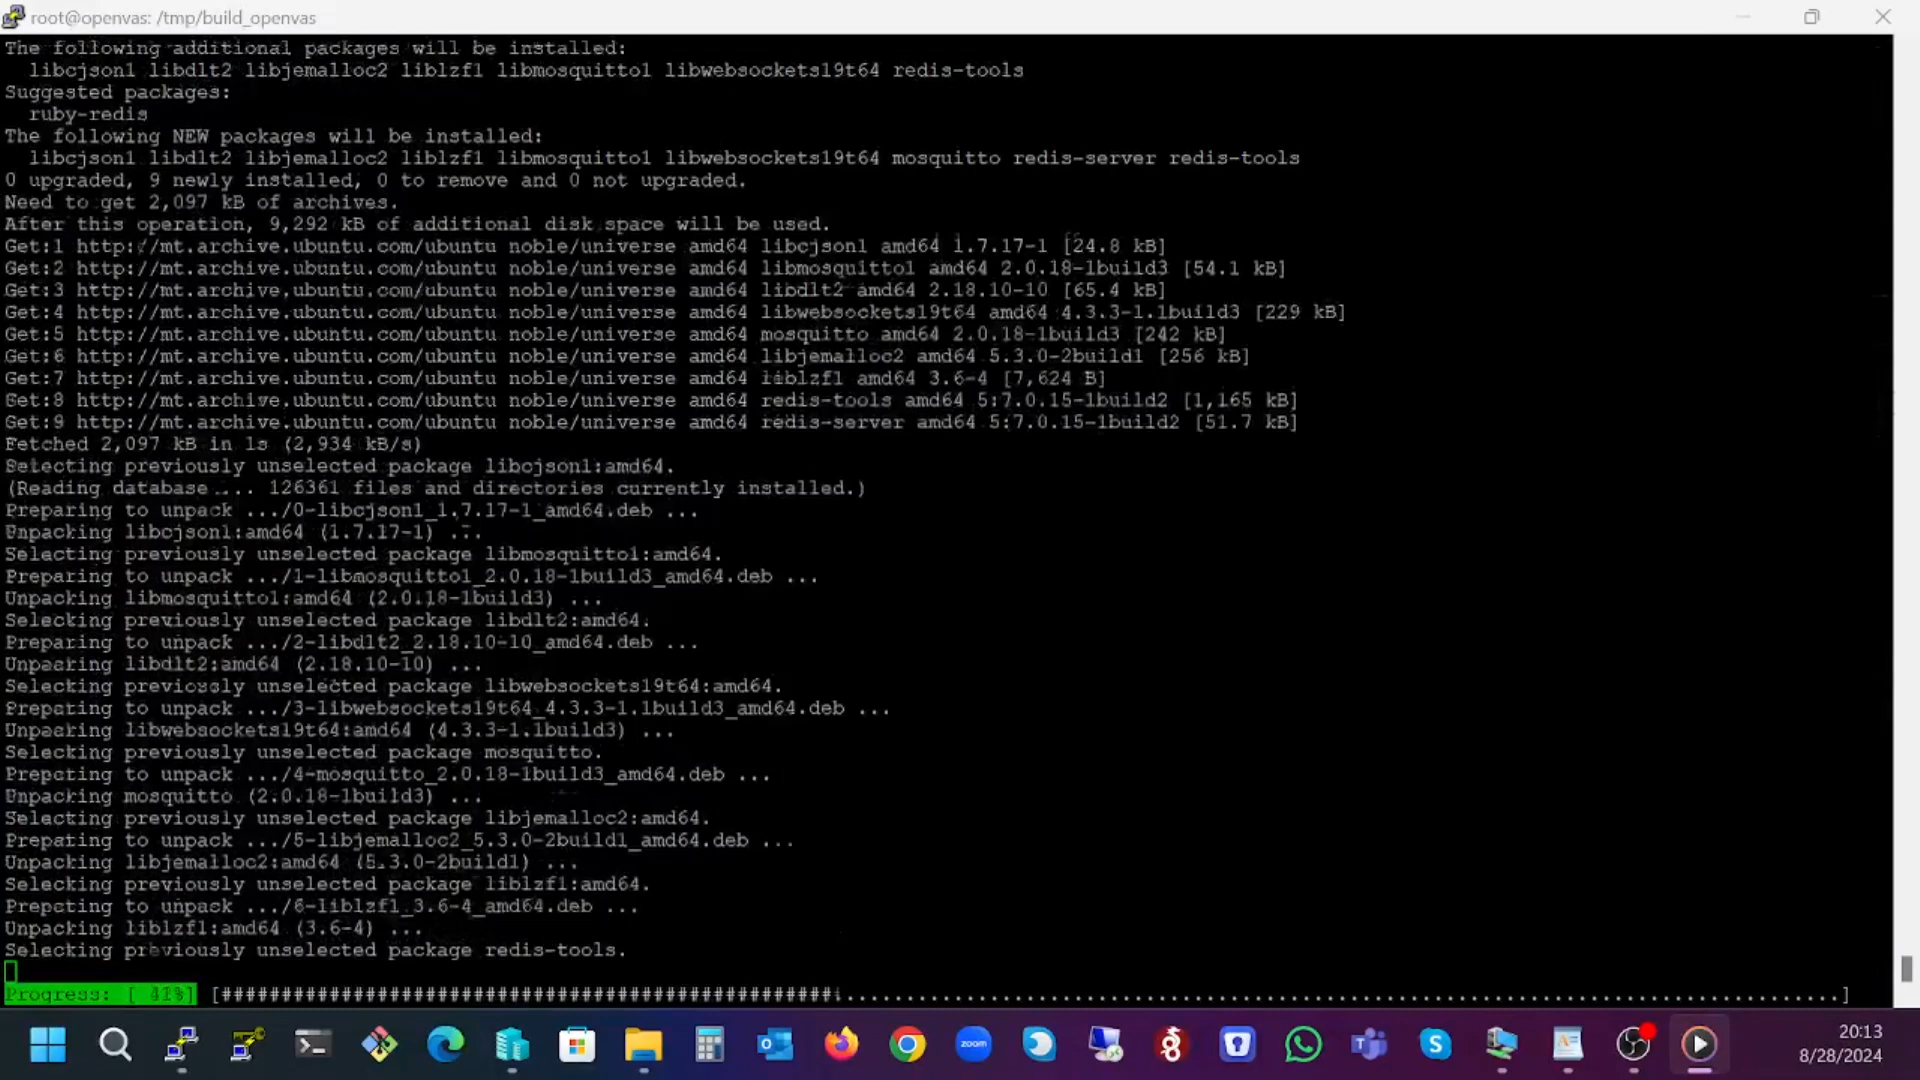 root@openvas: /tmp/build_openvas
The following additional packages will be installed:
  libcjson1 libdlt2 libjemalloc2 liblzf1 libmosquitto1 libwebsockets19t64 redis-tools
Suggested packages:
  ruby-redis
The following NEW packages will be installed:
  libcjson1 libdlt2 libjemalloc2 liblzf1 libmosquitto1 libwebsockets19t64 mosquitto redis-server redis-tools
0 upgraded, 9 newly installed, 0 to remove and 0 not upgraded.
Need to get 2,097 kB of archives.
After this operation, 9,292 kB of additional disk space will be used.
Get:1 http://mt.archive.ubuntu.com/ubuntu noble/universe amd64 libcjson1 amd64 1.7.17-1 [24.8 kB]
Get:2 http://mt.archive.ubuntu.com/ubuntu noble/universe amd64 libmosquitto1 amd64 2.0.18-1build3 [54.1 kB]
Get:3 http://mt.archive.ubuntu.com/ubuntu noble/universe amd64 libdlt2 amd64 2.18.10-10 [65.4 kB]
Get:4 http://mt.archive.ubuntu.com/ubuntu noble/universe amd64 libwebsockets19t64 amd64 4.3.3-1.1build3 [229 kB]
Get:5 http://mt.archive.ubuntu.com/ubuntu noble/universe amd64 mosquitto amd64 2.0.18-1build3 [242 kB]
Get:6 http://mt.archive.ubuntu.com/ubuntu noble/universe amd64 libjemalloc2 amd64 5.3.0-2build1 [256 kB]
Get:7 http://mt.archive.ubuntu.com/ubuntu noble/universe amd64 liblzf1 amd64 3.6-4 [7,624 B]
Get:8 http://mt.archive.ubuntu.com/ubuntu noble/universe amd64 redis-tools amd64 5:7.0.15-1build2 [1,165 kB]
Get:9 http://mt.archive.ubuntu.com/ubuntu noble/universe amd64 redis-server amd64 5:7.0.15-1build2 [51.7 kB]
Fetched 2,097 kB in 1s (2,934 kB/s)
Selecting previously unselected package libcjson1:amd64.
(Reading database ... 126361 files and directories currently installed.)
Preparing to unpack .../0-libcjson1_1.7.17-1_amd64.deb ...
Unpacking libcjson1:amd64 (1.7.17-1) ...
Selecting previously unselected package libmosquitto1:amd64.
Preparing to unpack .../1-libmosquitto1_2.0.18-1build3_amd64.deb ...
Unpacking libmosquitto1:amd64 (2.0.18-1build3) ...
Selecting previously unselected package libdlt2:amd64.
Preparing to unpack .../2-libdlt2_2.18.10-10_amd64.deb ...
Unpacking libdlt2:amd64 (2.18.10-10) ...
Selecting previously unselected package libwebsockets19t64:amd64.
Preparing to unpack .../3-libwebsockets19t64_4.3.3-1.1build3_amd64.deb ...
Unpacking libwebsockets19t64:amd64 (4.3.3-1.1build3) ...
Selecting previously unselected package mosquitto.
Preparing to unpack .../4-mosquitto_2.0.18-1build3_amd64.deb ...
Unpacking mosquitto (2.0.18-1build3) ...
Selecting previously unselected package libjemalloc2:amd64.
Preparing to unpack .../5-libjemalloc2_5.3.0-2build1_amd64.deb ...
Unpacking libjemalloc2:amd64 (5.3.0-2build1) ...
Selecting previously unselected package liblzf1:amd64.
Preparing to unpack .../6-liblzf1_3.6-4_amd64.deb ...
Unpacking liblzf1:amd64 (3.6-4) ...
Selecting previously unselected package redis-tools.
Progress: [
zoom
20:13
8/28/2024